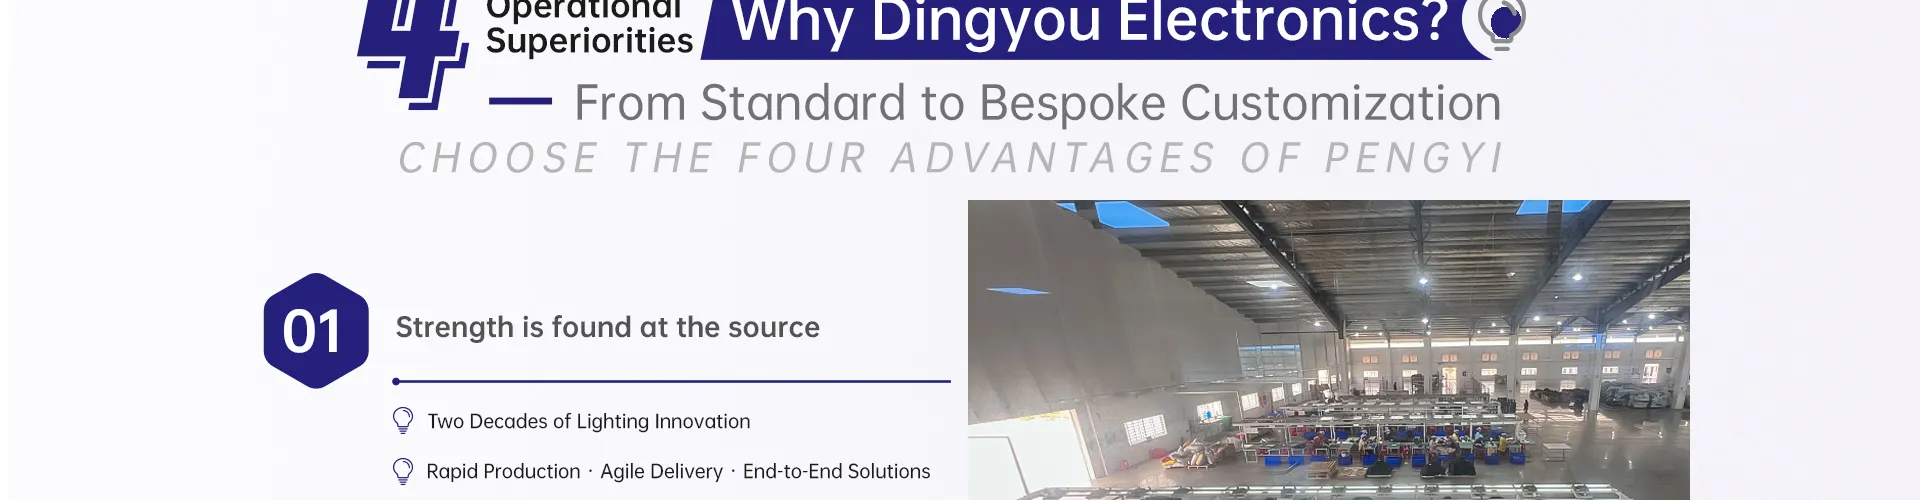 4
Operational
Superiorities
Why Dingyou Electronics?
From Standard to Bespoke Customization
CHOOSE THE FOUR ADVANTAGES OF PENGYI
01
Strength is found at the source
Two Decades of Lighting Innovation
Rapid Production · Agile Delivery · End-to-End Solutions